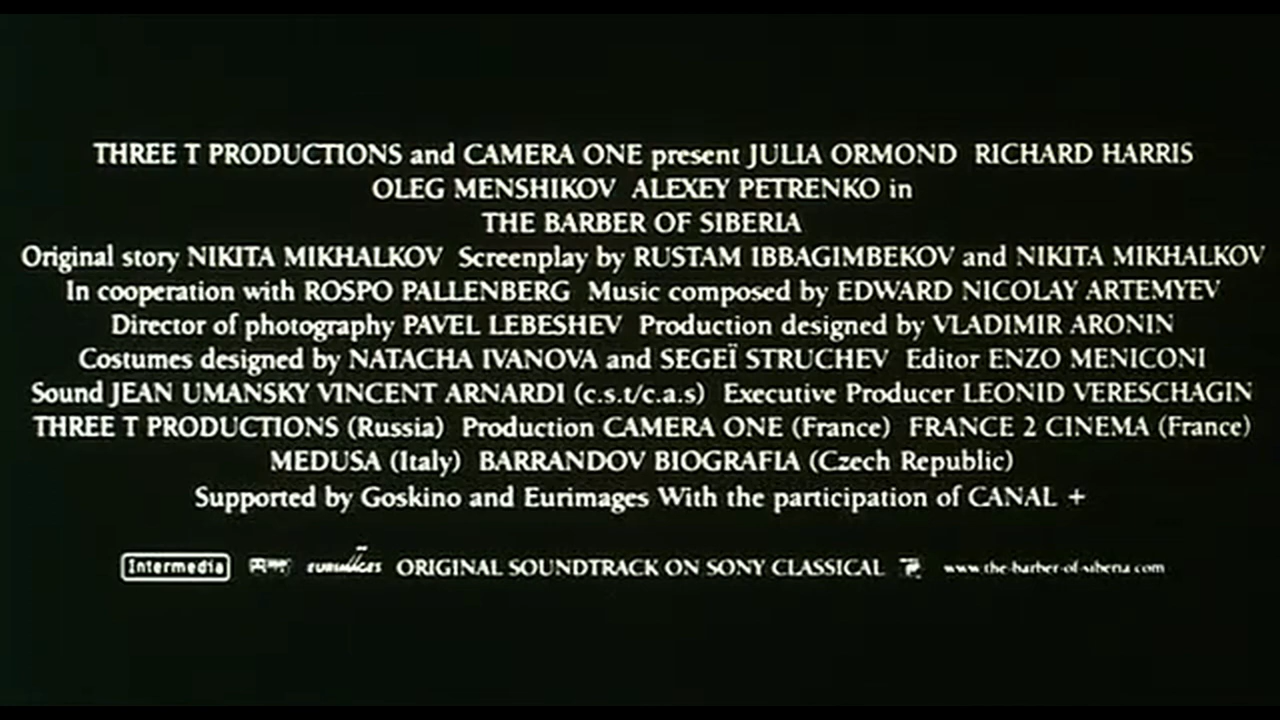 THREE T PRODUCTIONS and CAMERA ONE present JULIA ORMOND RICHARD HARRIS
OLEG MENSHIKOV ALEXEY PETRENKO in
THE BARBER OF SIBERIA
Original story NIKITA MIKHALKOV Screenplay by RUSTAM IBBAGIMBEKOV and NIKITA MIKHALKOV
In cooperation with ROSPO PALLENBERG Music composed by EDWARD NICOLAY ARTEMYEV
Director of photography PAVEL LEBESHEV Production designed by VLADIMIR ARONIN
Costumes designed by NATACHA IVANOVA and SEGEÏ STRUCHEV Editor ENZO MENICONI
Sound JEAN UMANSKY VINCENT ARNARDI (c.s.t/c.a.s) Executive Producer LEONID VERESCHAGIN
THREE T PRODUCTIONS (Russia) Production CAMERA ONE (France) FRANCE 2 CINEMA (France)
MEDUSA (Italy) BARRANDOV BIOGRAFIA (Czech Republic)
Supported by Goskino and Eurimages With the participation of CANAL +
Intermedia ORIGINAL SOUNDTRACK ON SONY CLASSICAL www.the-barber-of-siberia.com